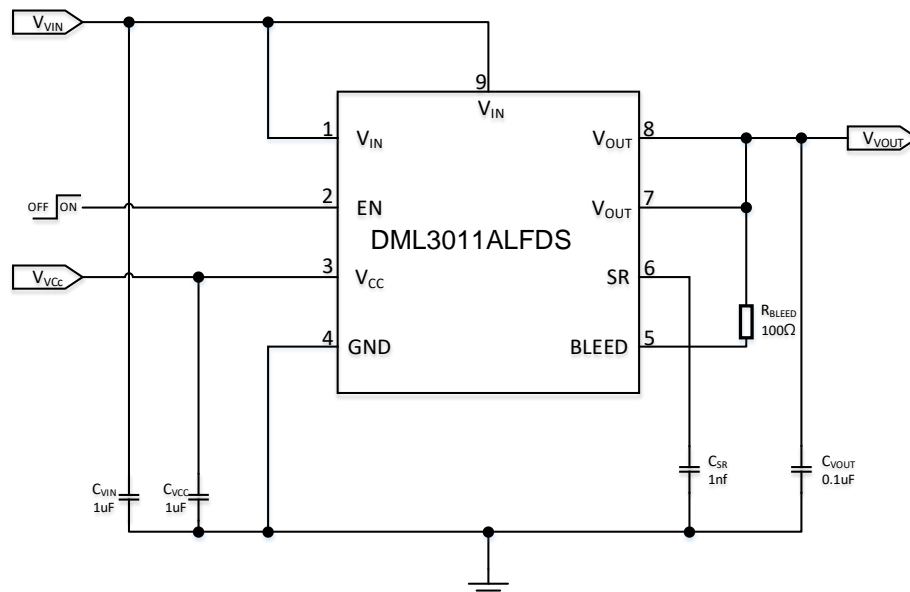 VVIN
9
VIN
1
VIN
VOUT
8
VVOUT
OFF
ON
2
EN
VOUT
7
DML3011ALFDS
VVCc
3
VCC
SR
6
RBLEED
100Ω
4
GND
BLEED
5
CVIN
1uF
CVCC
1uF
CSR
1nf
CVOUT
0.1uF